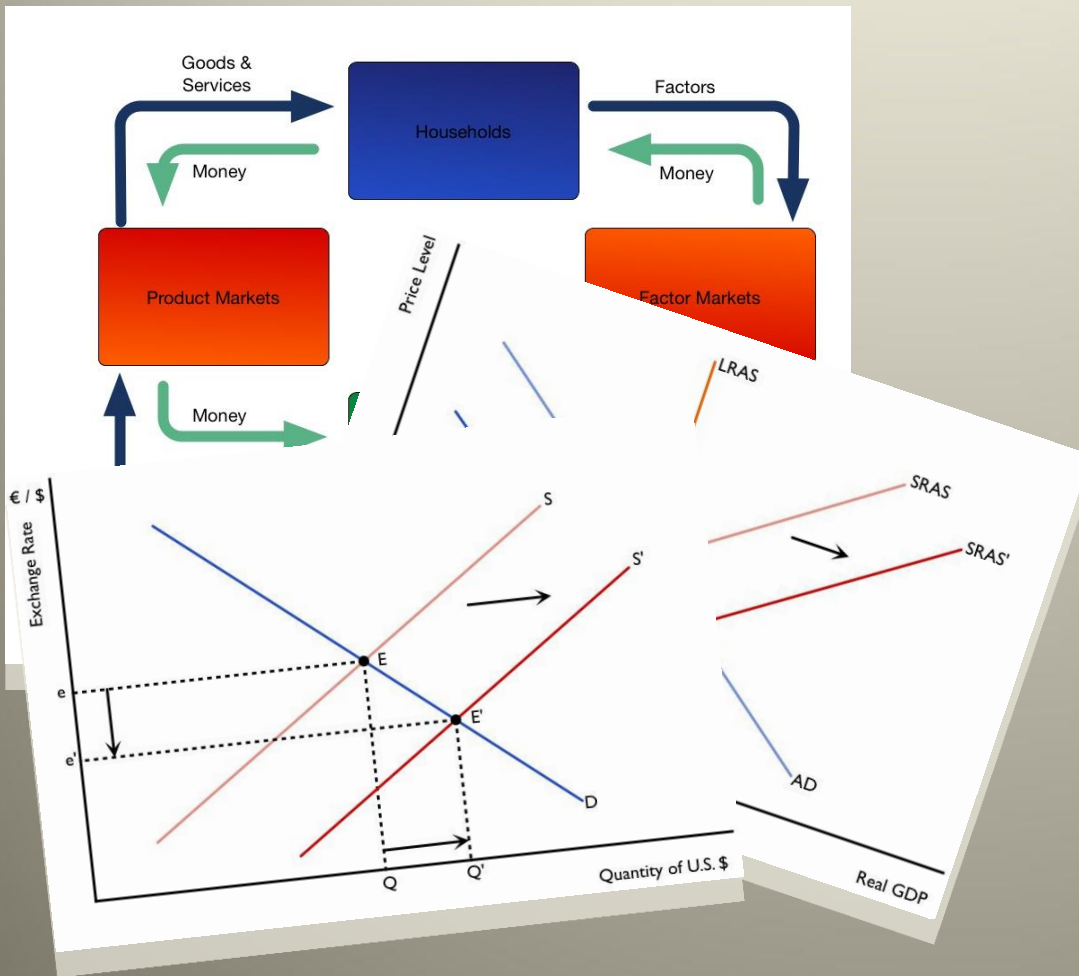 Goods &
Services
Households
Factors
Money
Money
Product Markets
Factor Markets
Money
Price Level
LRAS
SRAS
SRAS'
AD
Real GDP
€ / $
Exchange Rate
S
S'
E
E'
e
e'
D
Q
Q'
Quantity of U.S. $